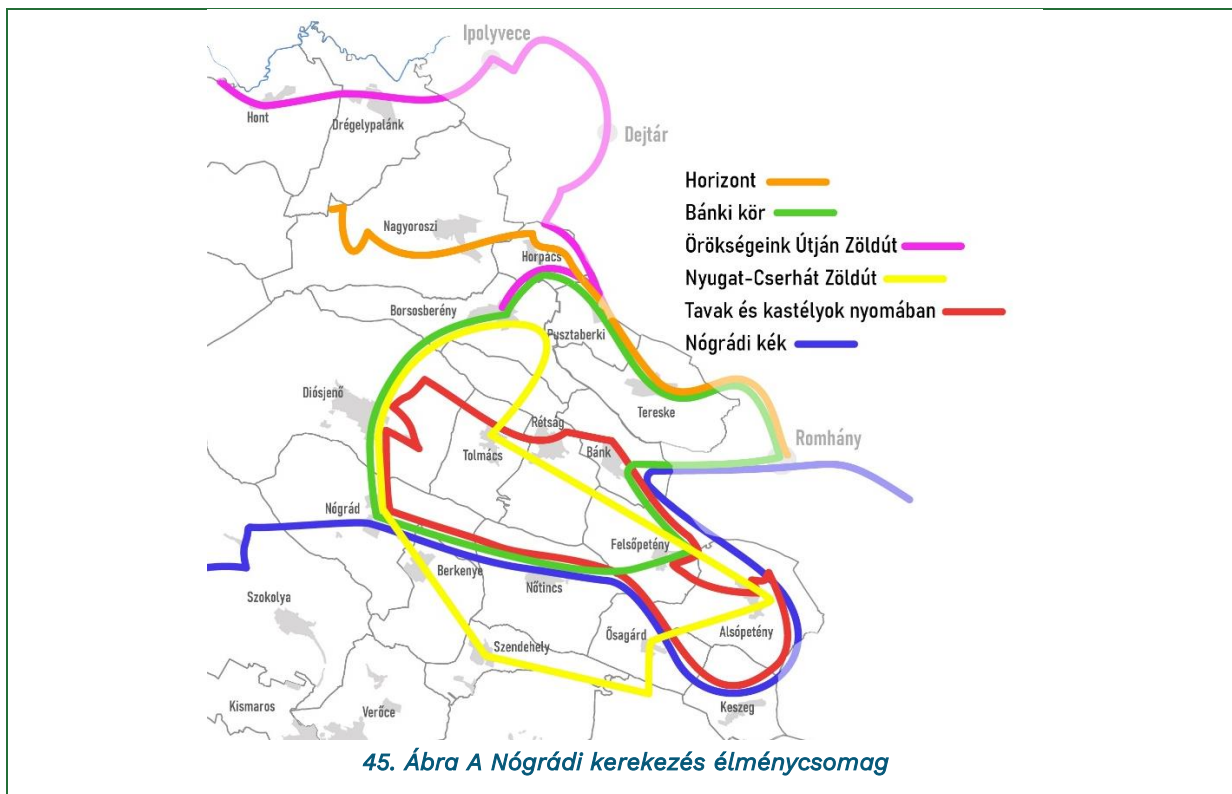 Ipolyvece
Hont
Drégelypalánk
Dejtár
Horizont
Bánki kör
Nagyoroszi
Örökségeink Útján Zöldút
Horpács
Nyugat-Cserhát Zöldút
Borsosberény
Tavak és kastélyok nyomában
Pusztaberki
Nógrádi kék
Diósjenő
Tereske
Rétság
Romhány
Tolmács
Bánk
Nógrád
Felsőpetény
Berkenye
Nőtincs
Szokolya
Ősagárd
Alsópetény
Szendehely
Kismaros
Verőce
Keszeg
45. Ábra A Nógrádi kerekezés élménycsomag